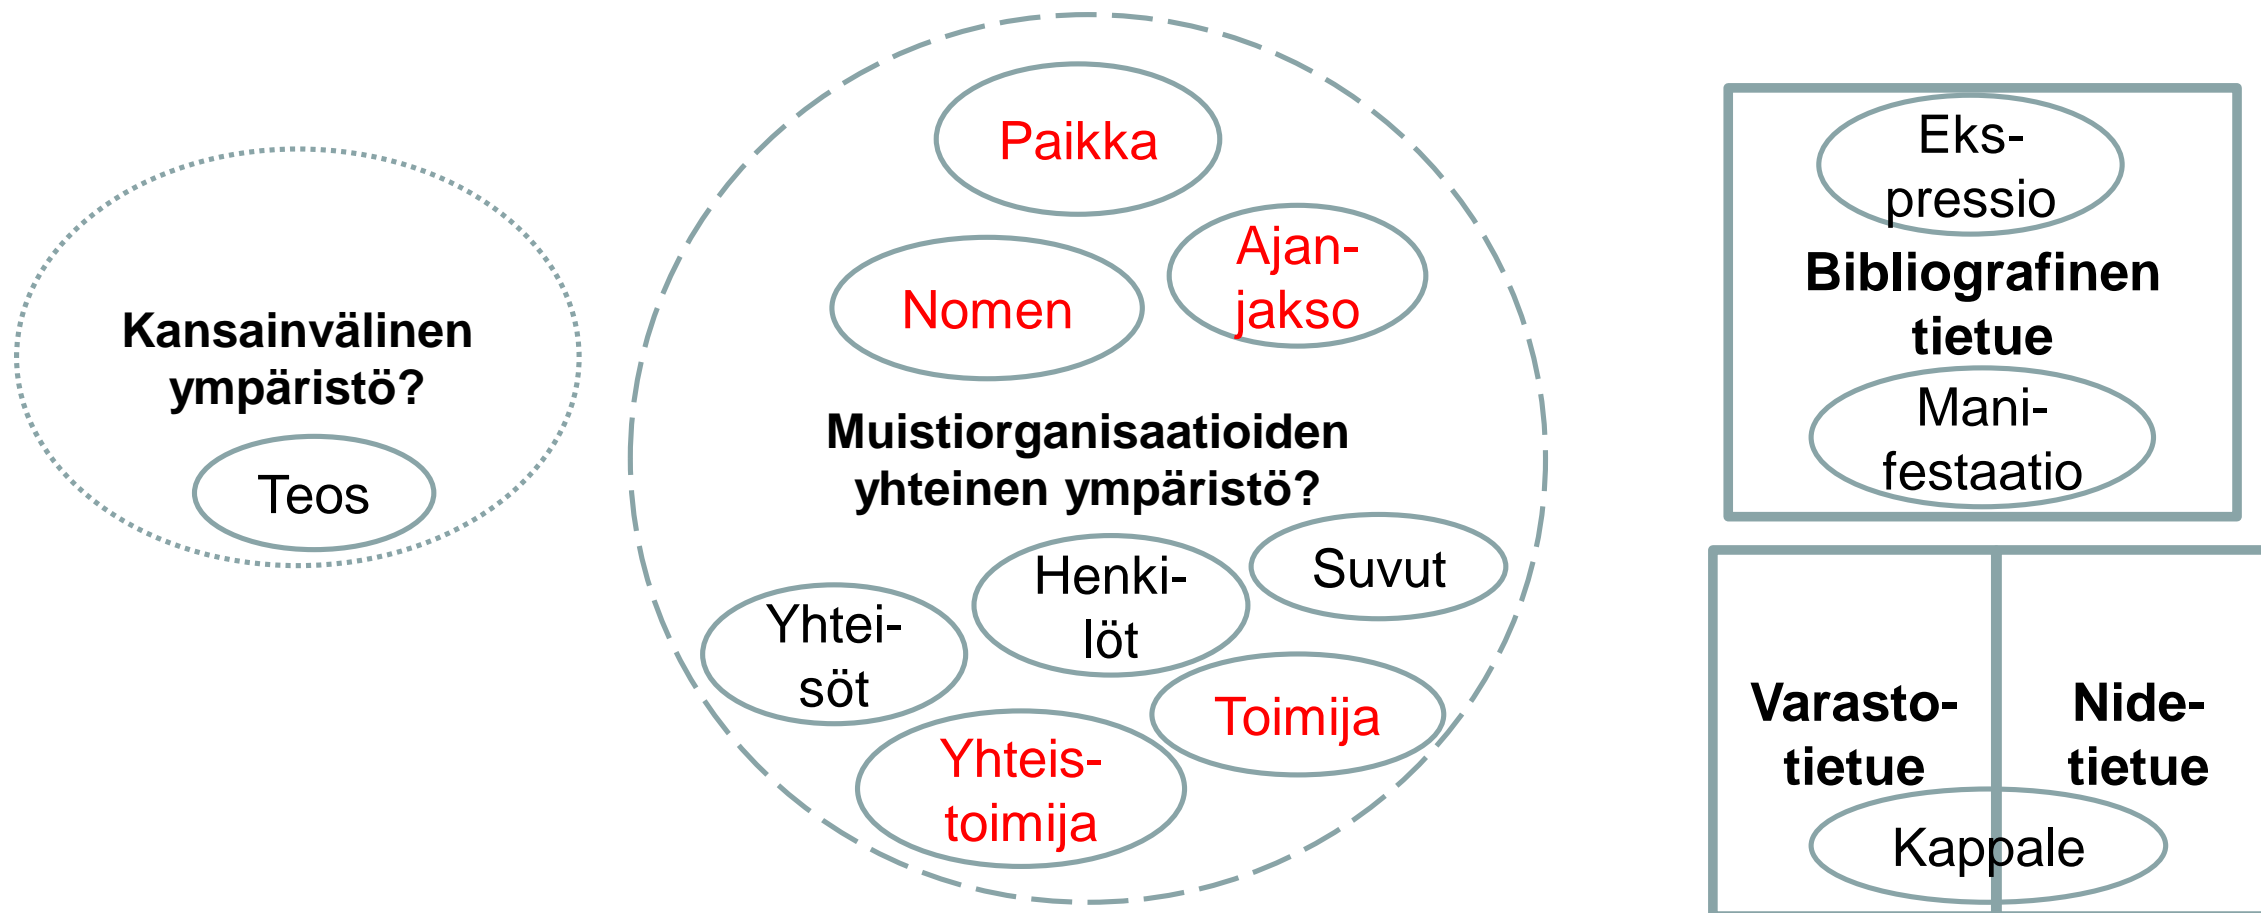 Kansainvälinen
ympäristö?
Teos
Paikka
Ajan-
jakso
Nomen
Muistiorganisaatioiden
yhteinen ympäristö?
Suvut
Henki-
löt
Yhtei-
söt
Toimija
Yhteis-
toimija
Eks-
pressio
Bibliografinen
tietue
Mani-
festaatio
Varasto-
tietue
Nide-
tietue
Kappale